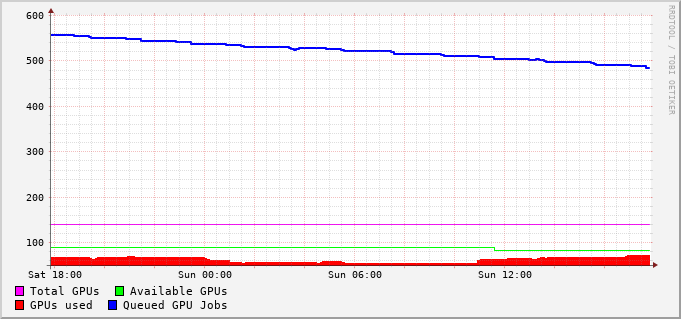 600
500
400
300
200
100
Sat 18:00 Sun 00:00 Sun 06:00 Sun 12:00
Total GPUs Available GPUs
GPUs used Queued GPU Jobs
RRDTOOL / TOBI OETIKER